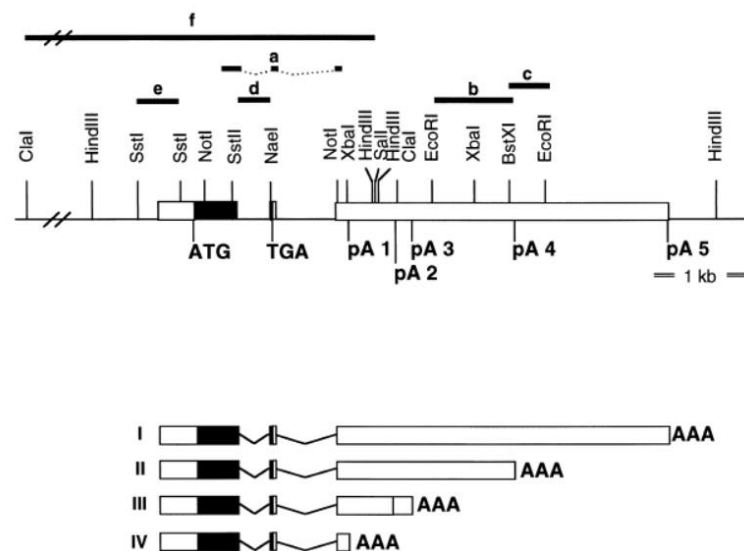 f
a
e d b c
ClaI HindIII SstI SstI NotI SstII NaeI NotI XbaI HindIII SalI HindIII ClaI EcoRI XbaI BstXI EcoRI HindIII
ATG TGA pA 1 pA 3 pA 4 pA 5
pA 2
1 kb
I AAA
II AAA
III AAA
IV AAA